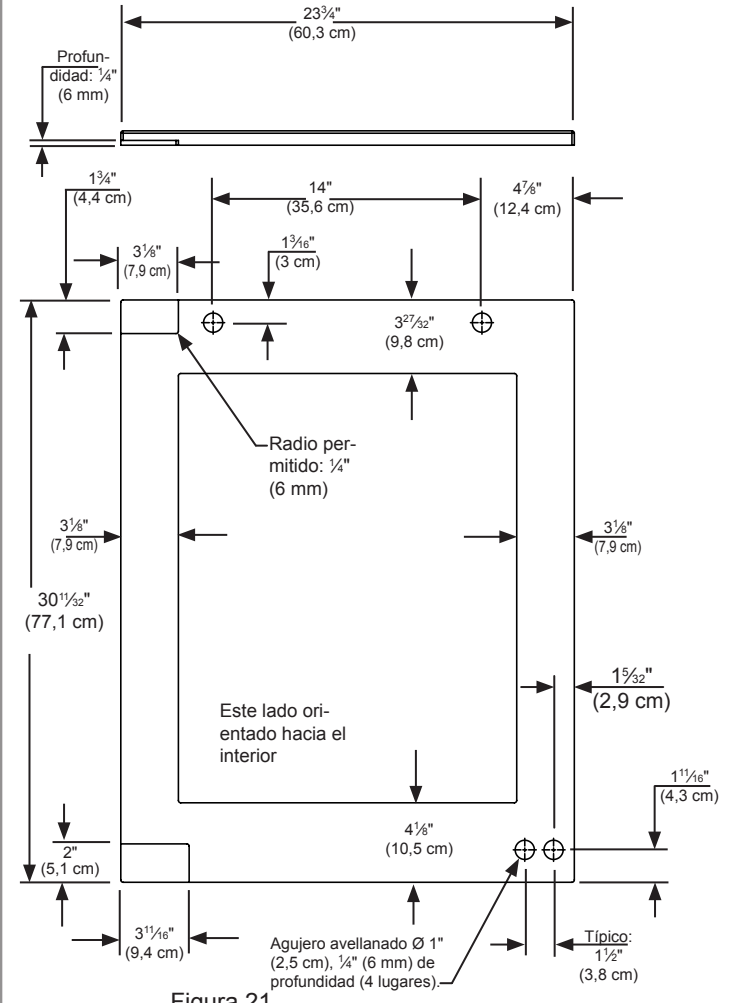 23¾"
(60,3 cm)
Profun-
didad: ¼"
(6 mm)
1¾"
(4,4 cm)
14"
(35,6 cm)
4⅞"
(12,4 cm)
3⅛"
(7,9 cm)
1³⁄₁₆"
(3 cm)
3²⁷⁄₃₂"
(9,8 cm)
Radio per-
mitido: ¼"
(6 mm)
3⅛"
(7,9 cm)
3⅛"
(7,9 cm)
30¹¹⁄₃₂"
(77,1 cm)
1⁵⁄₃₂"
(2,9 cm)
Este lado ori-
entado hacia el
interior
1¹¹⁄₁₆"
(4,3 cm)
2"
(5,1 cm)
4⅛"
(10,5 cm)
3¹¹⁄₁₆"
(9,4 cm)
Agujero avellanado Ø 1"
(2,5 cm), ¼" (6 mm) de
profundidad (4 lugares).
Típico:
1½"
(3,8 cm)
Figura 21